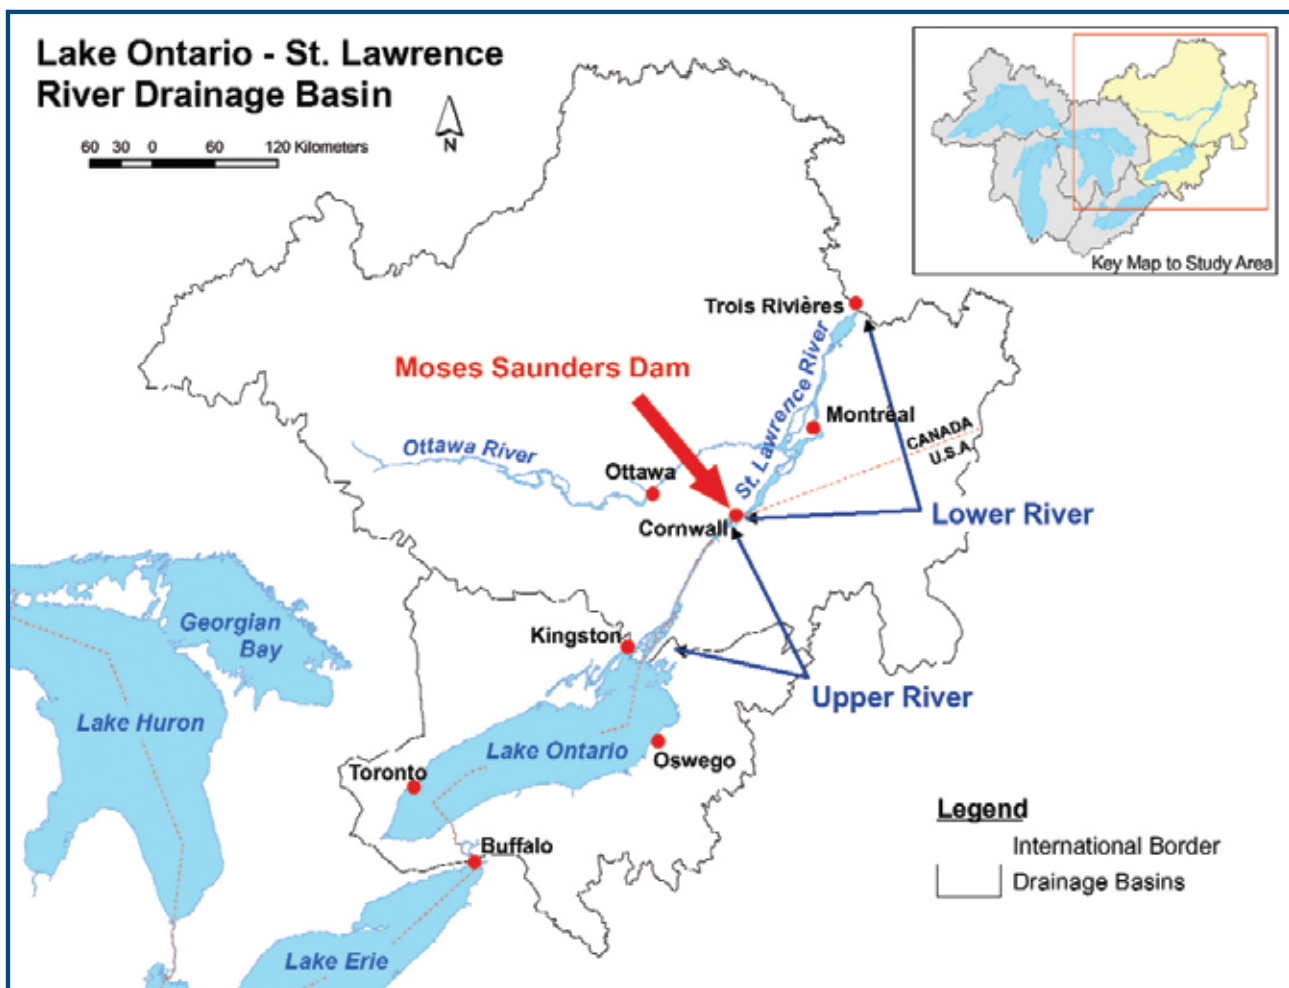 Lake Ontario - St. Lawrence
River Drainage Basin
N
60 30 0 60 120 Kilometers
Key Map to Study Area
Trois Rivières
Moses Saunders Dam
St. Lawrence River
Montréal
Ottawa River
CANADA
U.S.A.
Ottawa
Cornwall
Lower River
Georgian
Bay
Kingston
Upper River
Lake Huron
Lake Ontario
Oswego
Toronto
Buffalo
Lake Erie
Legend
International Border
Drainage Basins